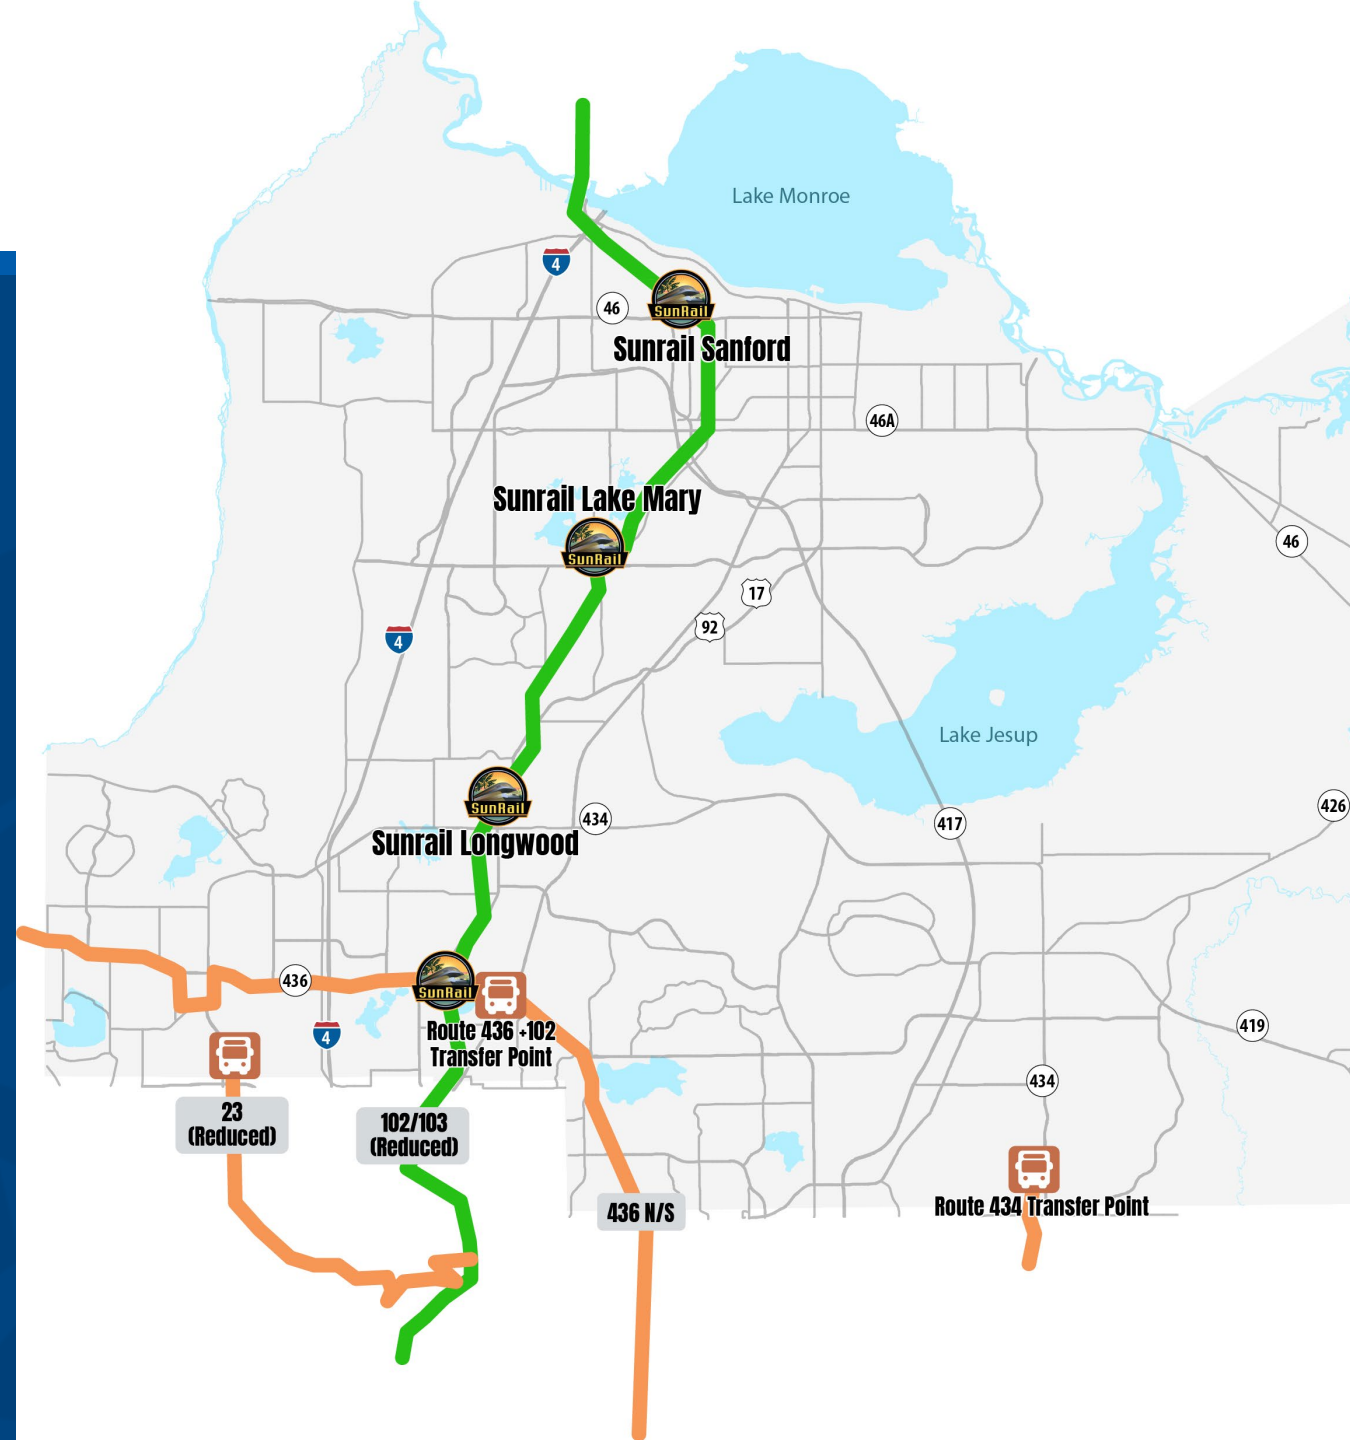 Lake Monroe
4
46
SunRail
Sunrail Sanford
46A
Sunrail Lake Mary
SunRail
46
17
92
4
Lake Jesup
SunRail
434
417
426
Sunrail Longwood
436
SunRail
Route 436 +102
Transfer Point
4
419
434
23
(Reduced)
102/103
(Reduced)
436 N/S
Route 434 Transfer Point